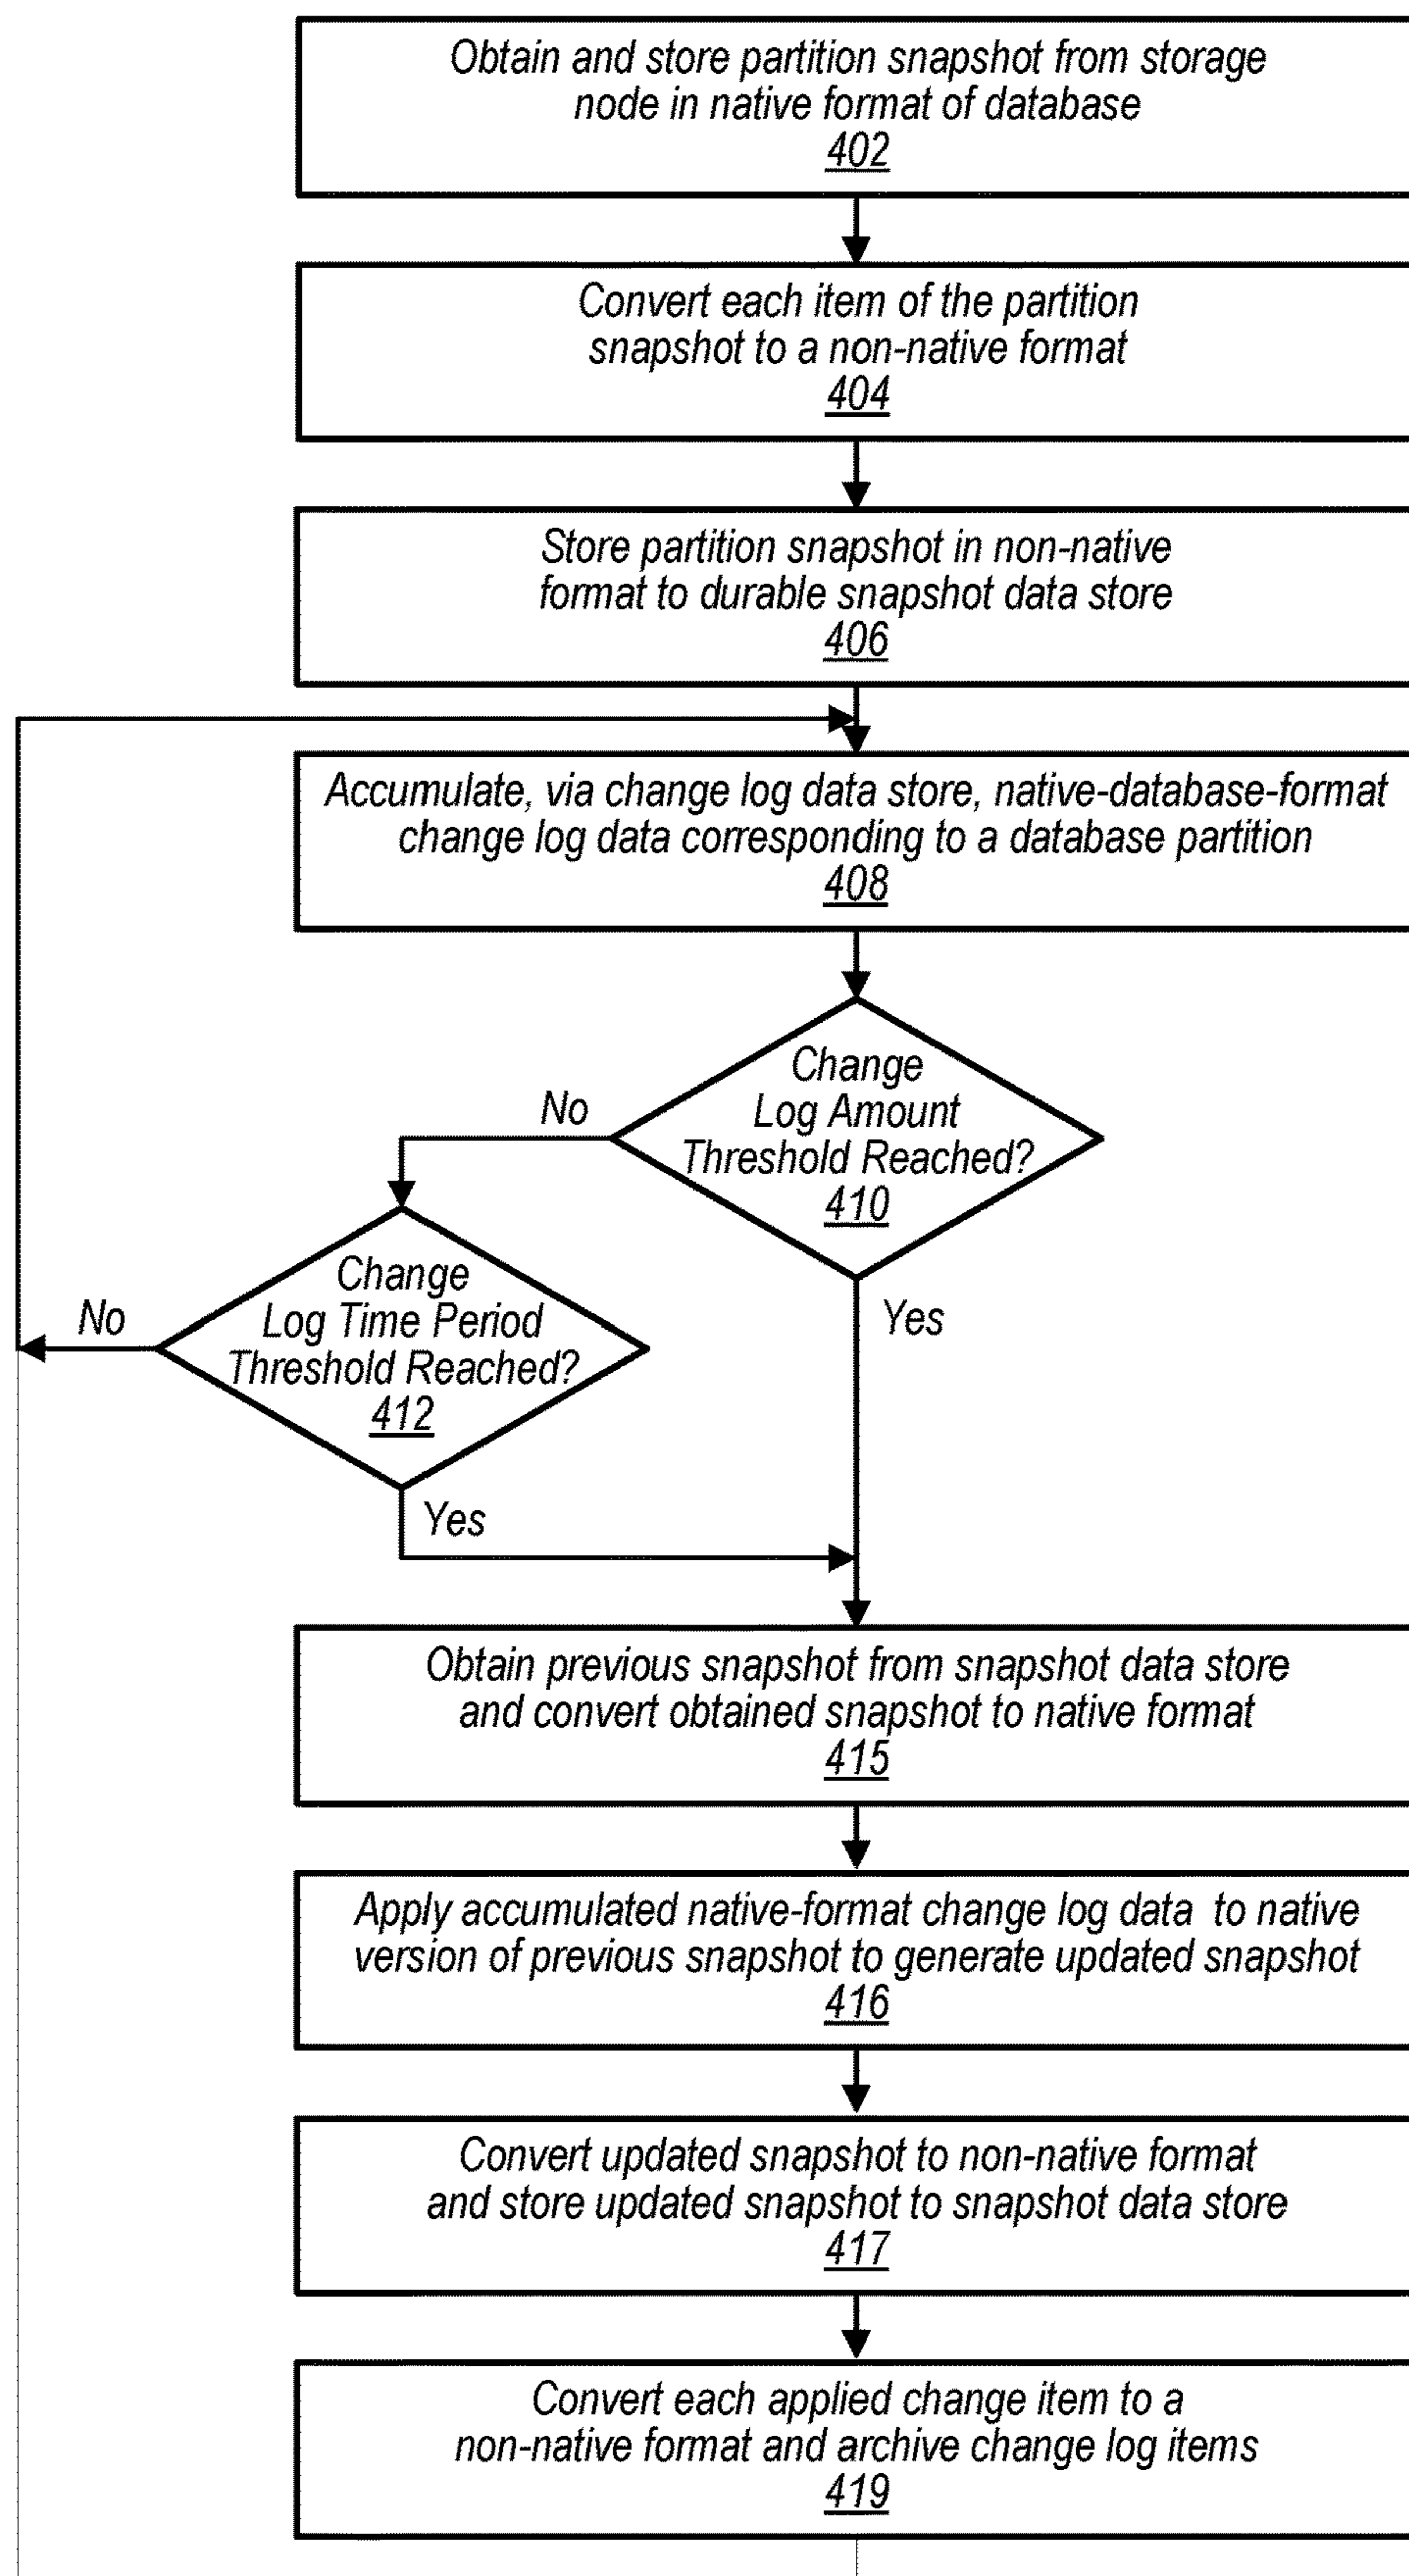 Obtain and store partition snapshot from storage
node in native format of database
402
Convert each item of the partition
snapshot to a non-native format
404
Store partition snapshot in non-native
format to durable snapshot data store
406
Accumulate, via change log data store, native-database-format
change log data corresponding to a database partition
408
Change
Log Amount
Threshold Reached?
410
No
Yes
Change
Log Time Period
Threshold Reached?
412
No
Yes
Obtain previous snapshot from snapshot data store
and convert obtained snapshot to native format
415
Apply accumulated native-format change log data to native
version of previous snapshot to generate updated snapshot
416
Convert updated snapshot to non-native format
and store updated snapshot to snapshot data store
417
Convert each applied change item to a
non-native format and archive change log items
419